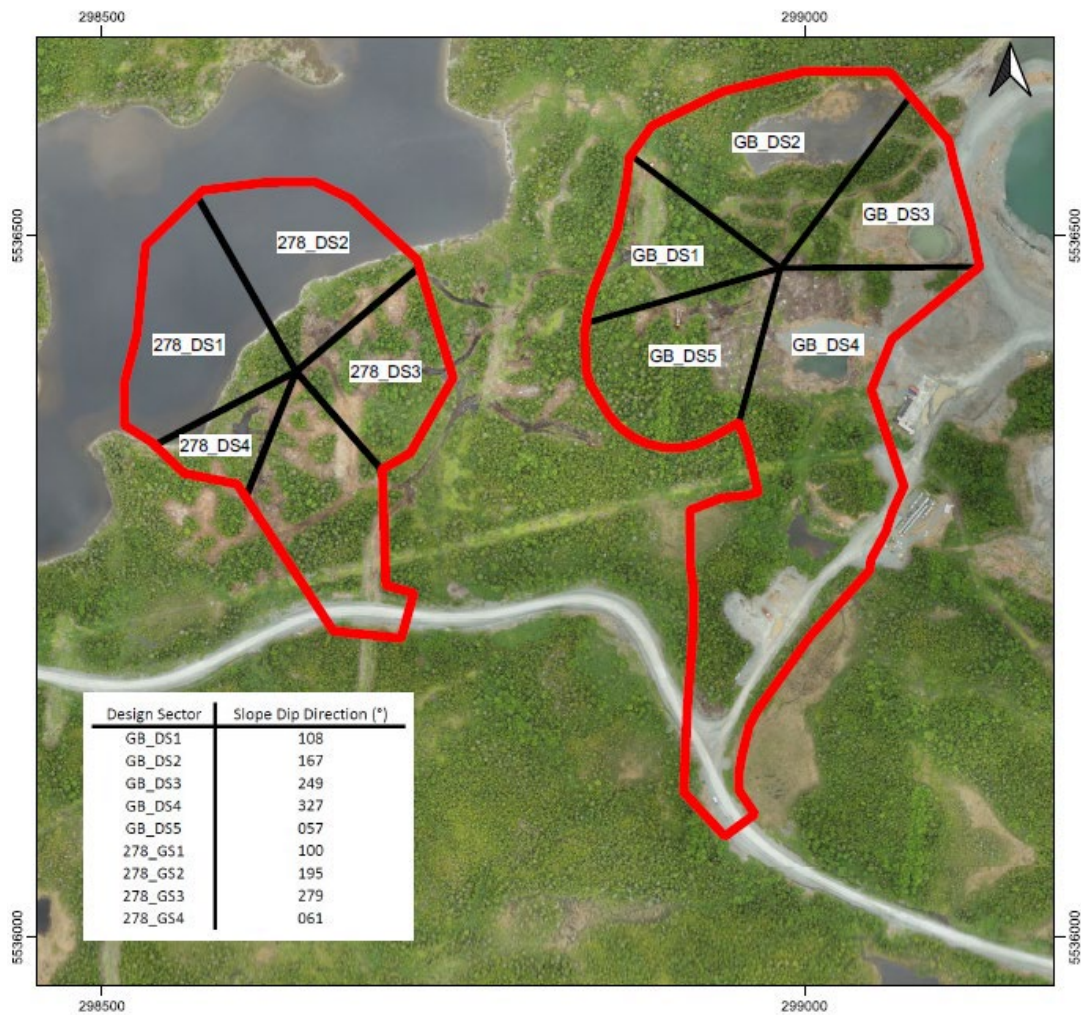 298500 299000
GB_DS2
GB_DS3
5536500 5536500
278_DS2
GB_DS1
278_DS1
GB_DS4
GB_DS5
278_DS3
278_DS4
Design Sector Slope Dip Direction (°)
GB_DS1 108
GB_DS2 167
GB_DS3 249
GB_DS4 327
GB_DS5 057
278_GS1 100
278_GS2 195
278_GS3 279
278_GS4 061
5536000 5536000
298500 299000